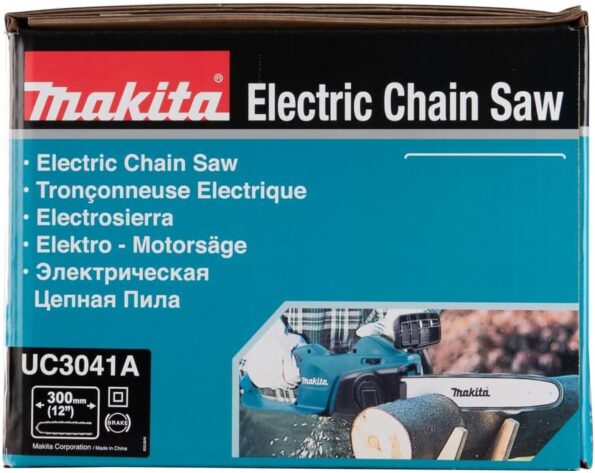 makita® Electric Chain Saw
· Electric Chain Saw
· Tronçonneuse Electrique
· Electrosierra
· Elektro - Motorsäge
· Электрическая
Цепная Пила
UC3041A
300mm
(12")
BRAKE
Makita Corporation / Made in China
makita
makita